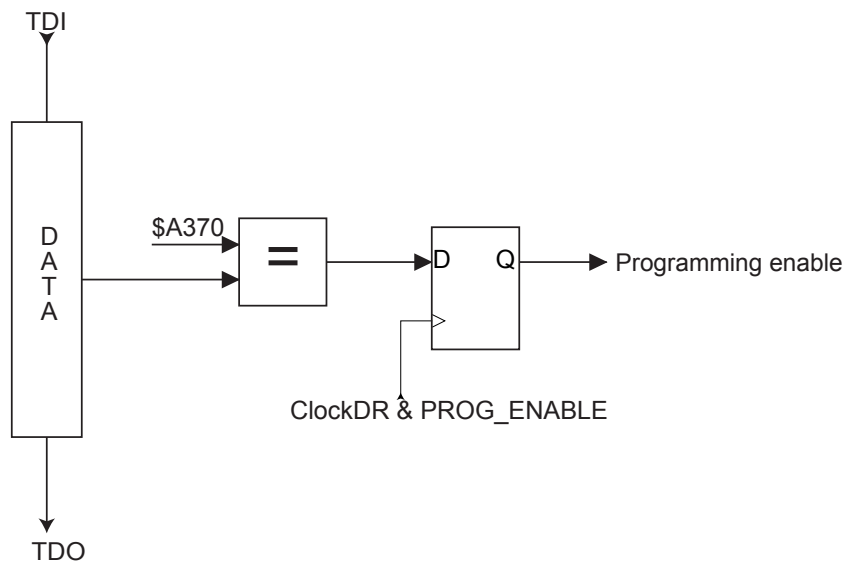 TDI
D
A
T
A
$A370
=
D
Q
Programming enable
ClockDR & PROG_ENABLE
TDO